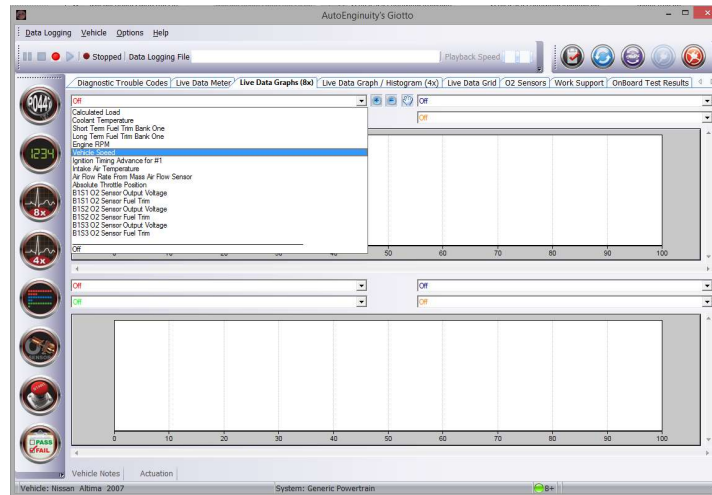 AutoEnginuity's Giotto
Data Logging Vehicle Options Help
Stopped Data Logging File Playback Speed
Diagnostic Trouble Codes Live Data Meter Live Data Graphs (8x) Live Data Graph / Histogram (4x) Live Data Grid O2 Sensors Work Support OnBoard Test Results
P044
1234
8x
4x
O2
SENSOR
PASS
FAIL
Off Off
Off
Calculated Load
Coolant Temperature
Short Term Fuel Trim Bank One
Long Term Fuel Trim Bank One
Engine RPM
Vehicle Speed
Ignition Timing Advance for #1
Intake Air Temperature
Air Flow Rate From Mass Air Flow Sensor
Absolute Throttle Position
B1S1 O2 Sensor Output Voltage
B1S1 O2 Sensor Fuel Trim
B1S2 O2 Sensor Output Voltage
B1S2 O2 Sensor Fuel Trim
B1S3 O2 Sensor Output Voltage
B1S3 O2 Sensor Fuel Trim
Off
50 60 70 80 90 100
Off Off
Off Off
0 10 20 30 40 50 60 70 80 90 100
Vehicle Notes Actuation
Vehicle: Nissan Altima 2007 System: Generic Powertrain B+